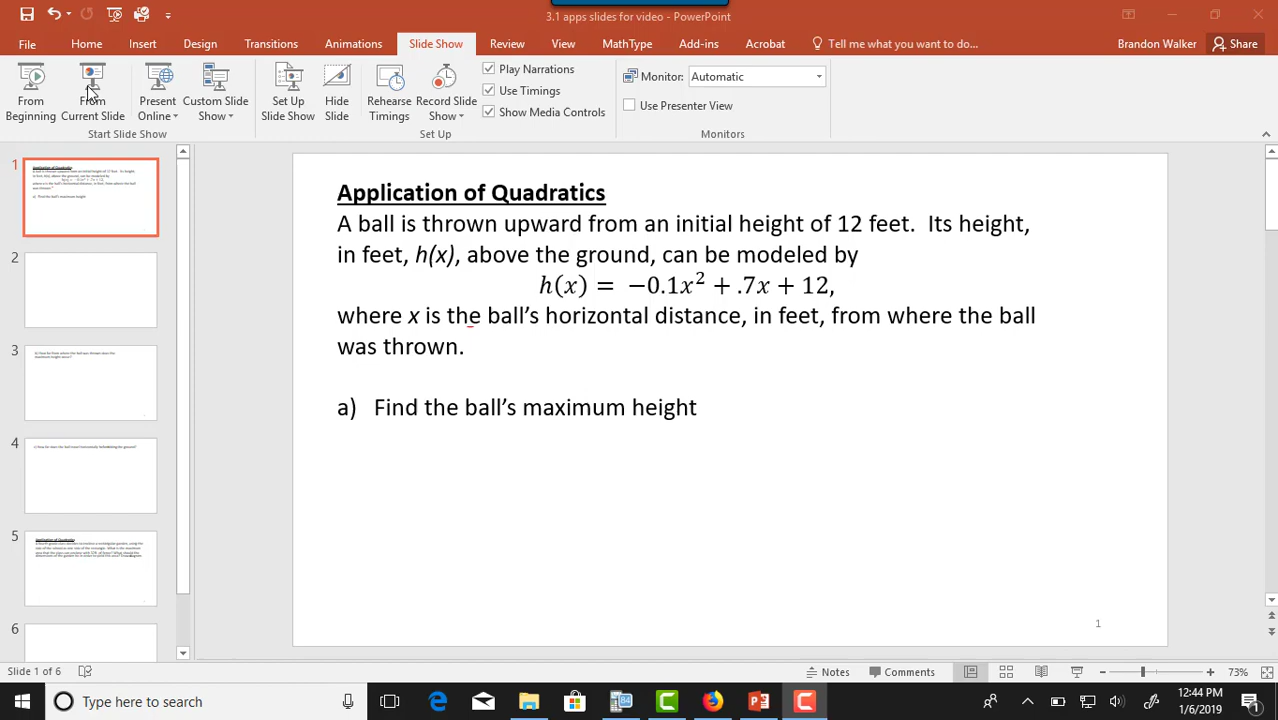 3.1 apps slides for video - PowerPoint
File Home Insert Design Transitions Animations Slide Show Review View MathType Add-ins Acrobat Tell me what you want to do... Brandon Walker Share
From Beginning
From Current Slide
Present Online
Custom Slide Show
Set Up Slide Show
Hide Slide
Rehearse Timings
Record Slide Show
Play Narrations
Use Timings
Show Media Controls
Monitor: Automatic
Use Presenter View
Start Slide Show
Set Up
Monitors
1
2
3
4
5
6
Application of Quadratics
A ball is thrown upward from an initial height of 12 feet. Its height,
in feet, h(x), above the ground, can be modeled by
h(x) = −0.1x² + .7x + 12,
where x is the ball's horizontal distance, in feet, from where the ball
was thrown.
a) Find the ball's maximum height
1
Slide 1 of 6
Notes
Comments
73%
Type here to search
12:44 PM
1/6/2019